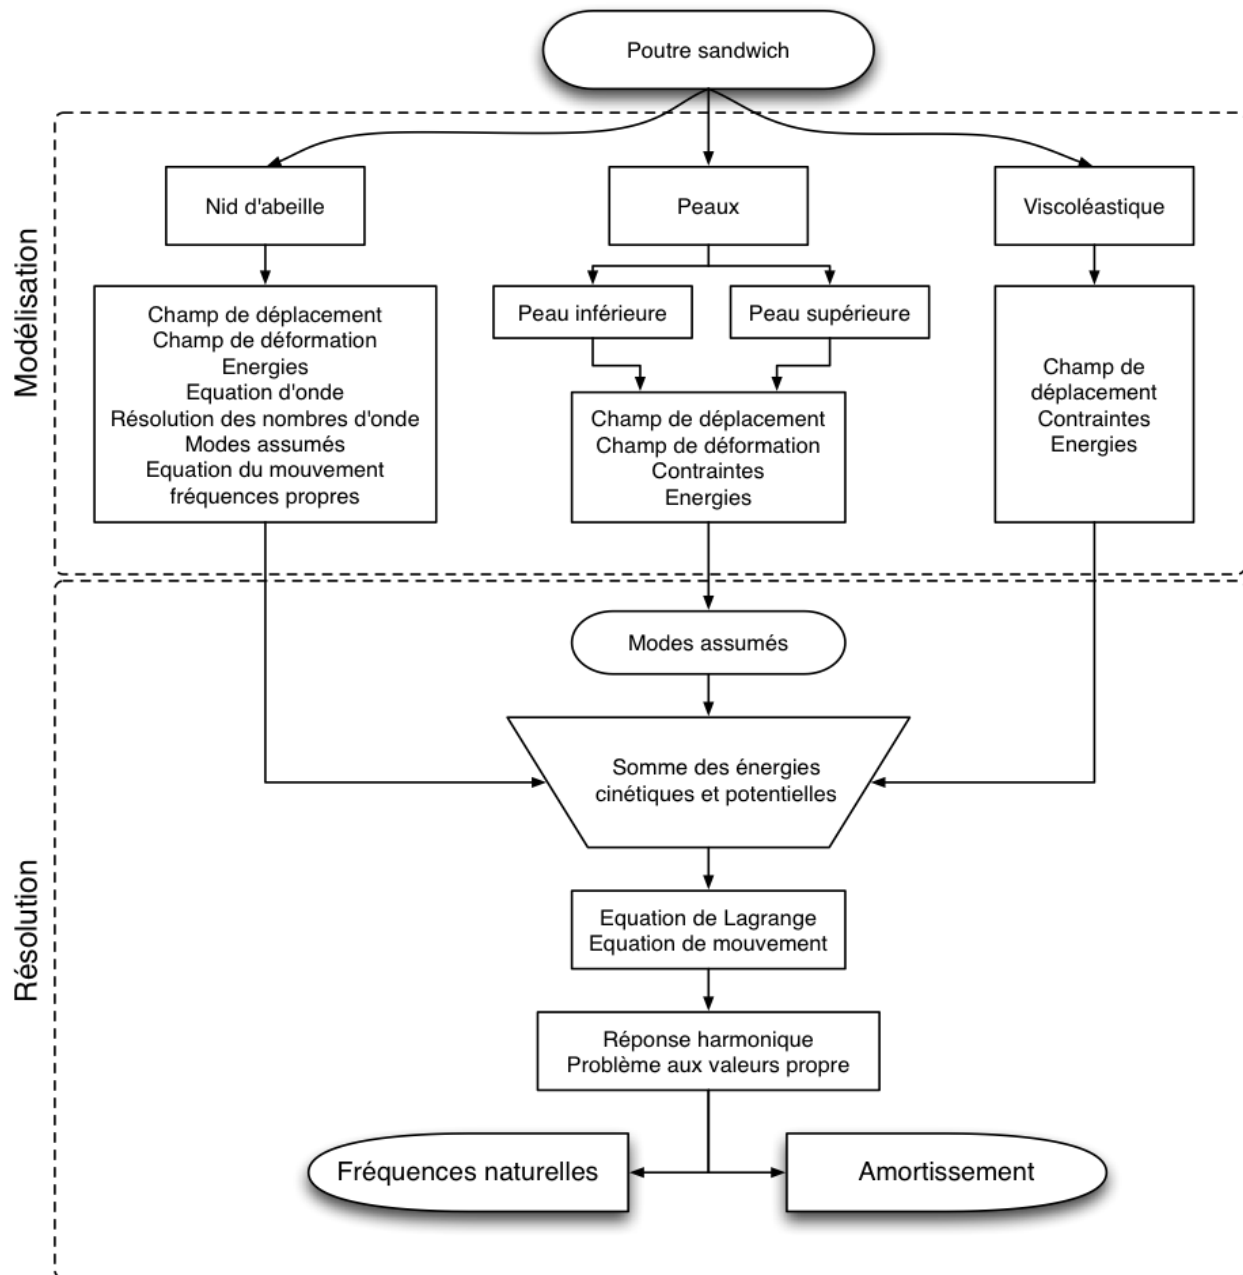 Poutre sandwich
Modélisation
Nid d'abeille
Peaux
Viscoléastique
Champ de déplacement
Champ de déformation
Energies
Equation d'onde
Résolution des nombres d'onde
Modes assumés
Equation du mouvement
fréquences propres
Peau inférieure
Peau supérieure
Champ de déplacement
Champ de déformation
Contraintes
Energies
Champ de
déplacement
Contraintes
Energies
Résolution
Modes assumés
Somme des énergies
cinétiques et potentielles
Equation de Lagrange
Equation de mouvement
Réponse harmonique
Problème aux valeurs propre
Fréquences naturelles
Amortissement